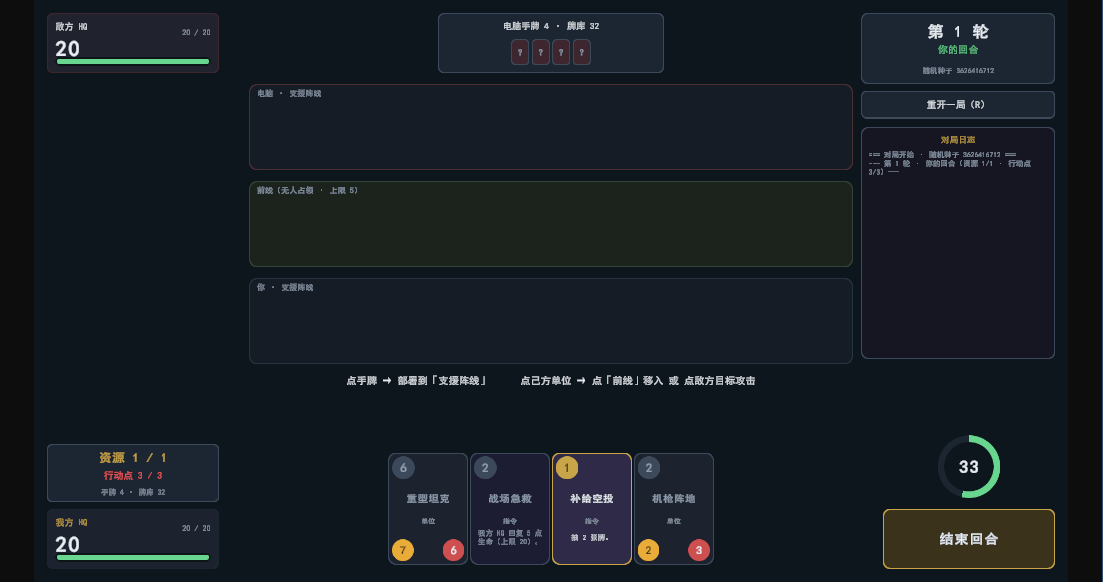 敌方 HQ
20 / 20
20
电脑手牌 4 · 牌库 32
? ? ? ?
第 1 轮
你的回合
随机种子 3626416712
重开一局 (R)
电脑 · 支援阵线
前线（无人占领 · 上限 5）
你 · 支援阵线
对局日志
=== 对局开始 · 随机种子 3626416712 ===
—— 第 1 轮 · 你的回合（资源 1/1 · 行动点
3/3）——
点手牌 → 部署到「支援阵线」 点己方单位 → 点「前线」移入 或 点敌方目标攻击
资源 1 / 1
行动点 3 / 3
手牌 4 · 牌库 32
我方 HQ
20 / 20
20
6
重型坦克
单位
7
6
2
战场急救
指令
我方 HQ 回复 5 点
生命（上限 20）。
1
补给空投
指令
抽 2 张牌。
2
机枪阵地
单位
2
3
33
结束回合